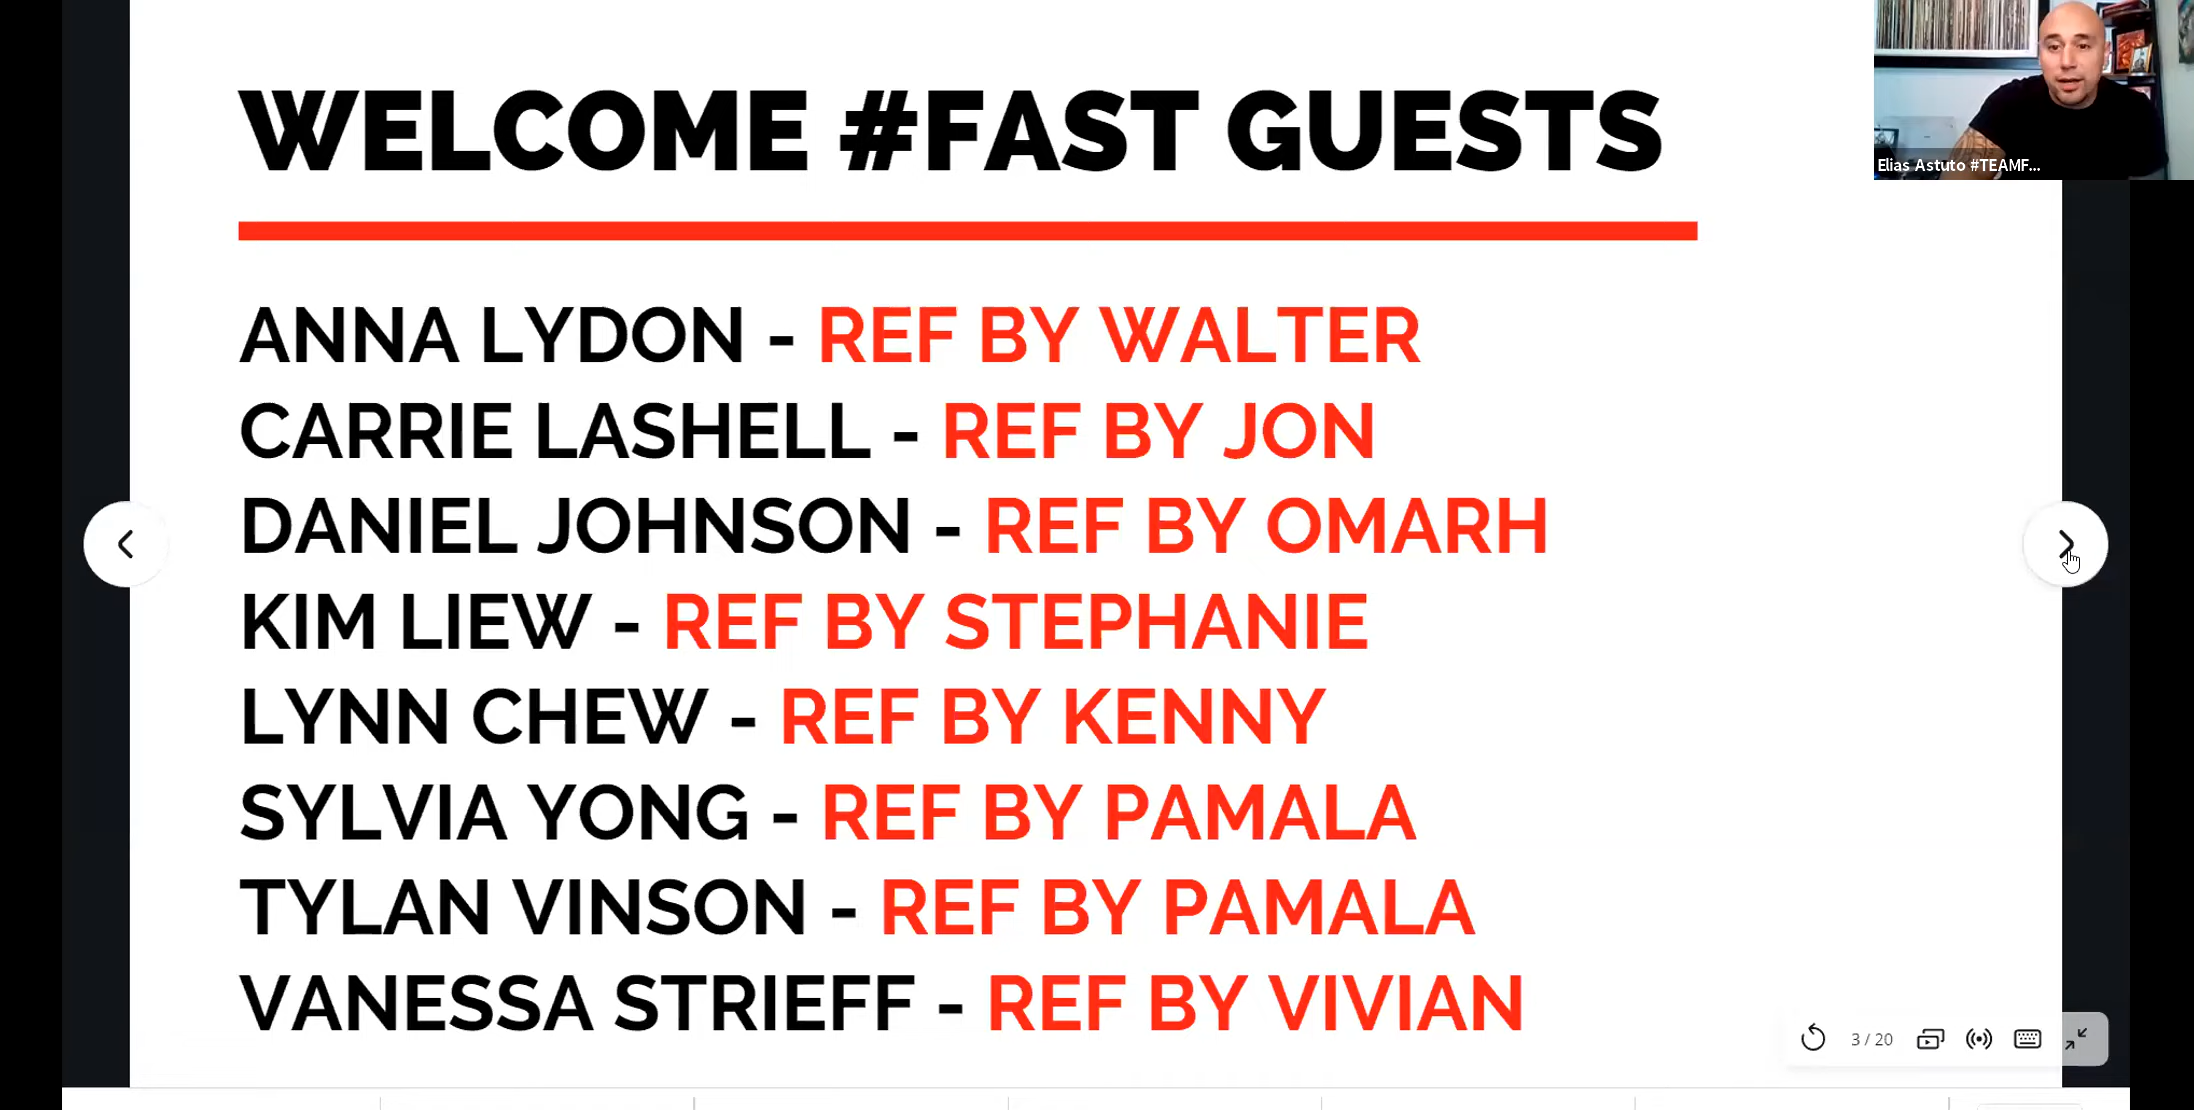 WELCOME #FAST GUESTS
Elias Astuto #TEAMF...
ANNA LYDON - REF BY WALTER
CARRIE LASHELL - REF BY JON
DANIEL JOHNSON - REF BY OMARH
KIM LIEW - REF BY STEPHANIE
LYNN CHEW - REF BY KENNY
SYLVIA YONG - REF BY PAMALA
TYLAN VINSON - REF BY PAMALA
VANESSA STRIEFF - REF BY VIVIAN
3 / 20